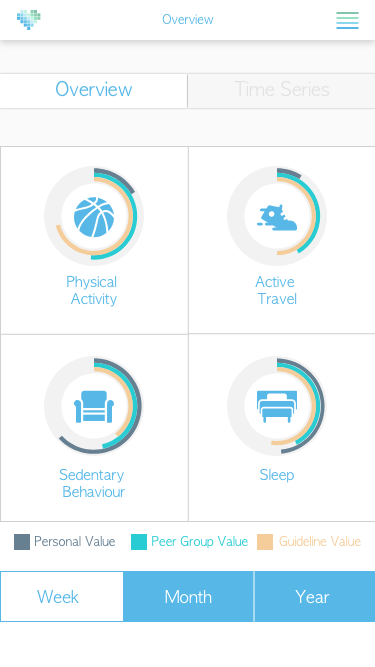 Overview
Overview Time Series
Physical
Activity
Active
Travel
Sedentary
Behaviour
Sleep
Personal Value Peer Group Value Guideline Value
Week Month Year